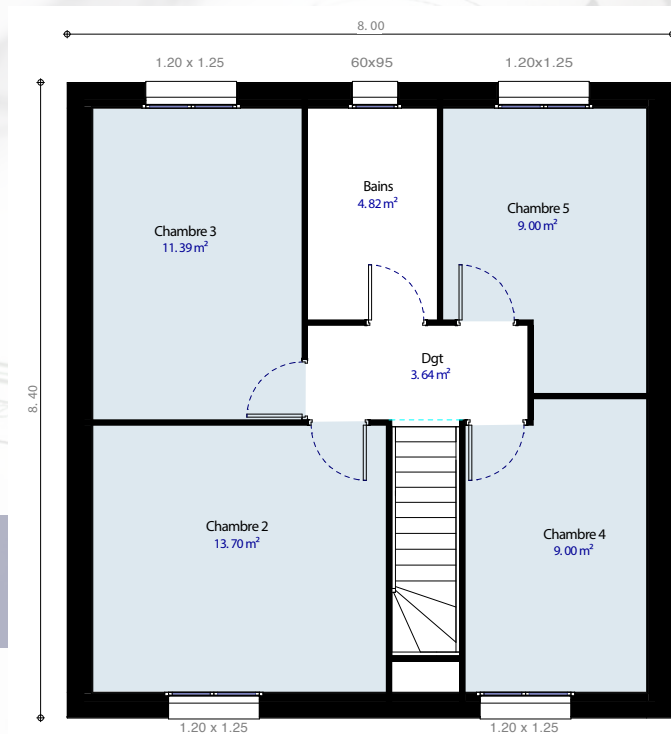 8.00
1.20 x 1.25
60x95
1.20x1.25
Bains
4.82 m²
Chambre 5
9.00 m²
Chambre 3
11.39 m²
Dgt
3.64 m²
8.40
Chambre 2
13.70 m²
Chambre 4
9.00 m²
1.20 x 1.25
1.20 x 1.25